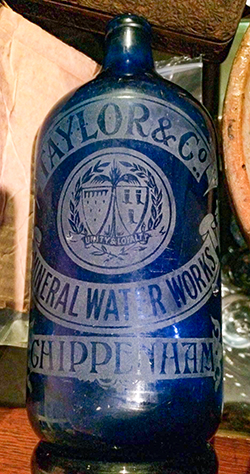 TAYLOR & Co.
UNITY & LOYALTY
MINERAL WATER WORKS
CHIPPENHAM